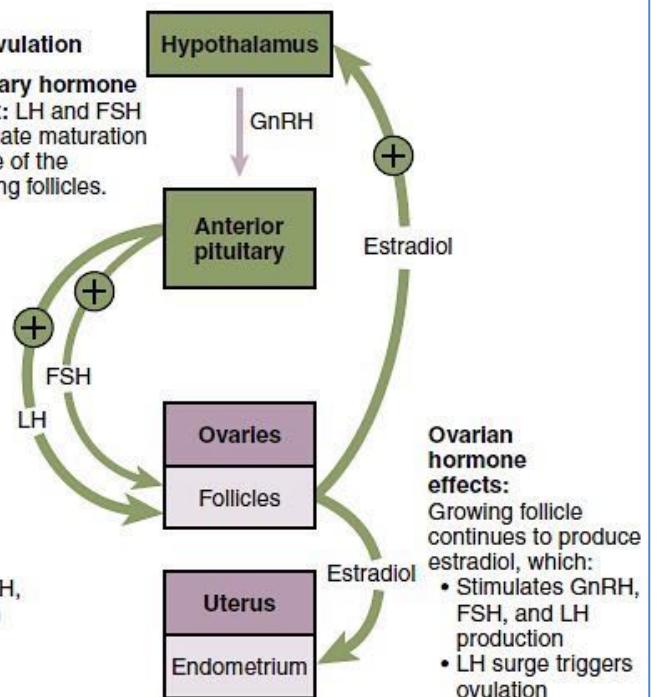 vulation
Hypothalamus
ary hormone
LH and FSH
ate maturation
e of the
ng follicles.
GnRH
+
Anterior
pituitary
Estradiol
+
+
FSH
LH
Ovaries
Follicles
Ovarian
hormone
effects:
Growing follicle
continues to produce
estradiol, which:
• Stimulates GnRH,
FSH, and LH
production
• LH surge triggers
ovulation
Estradiol
H,
Uterus
Endometrium